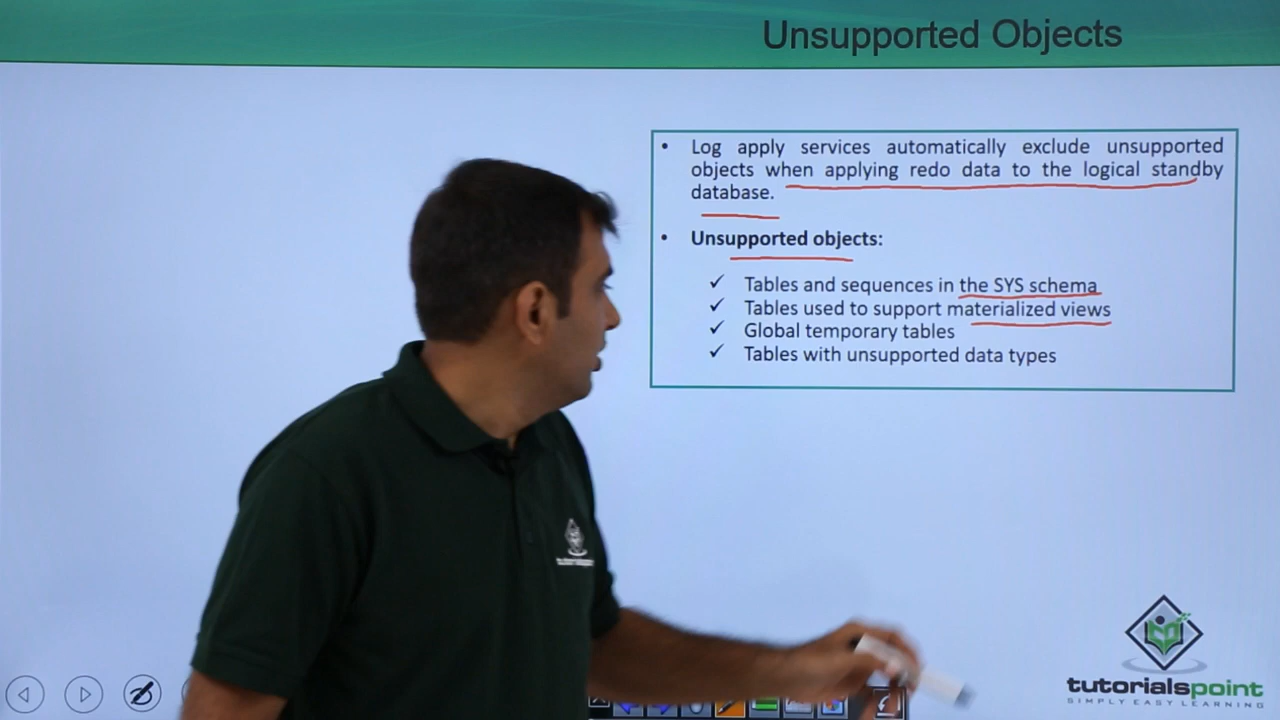 Unsupported Objects
• Log apply services automatically exclude unsupported
objects when applying redo data to the logical standby
database.
• Unsupported objects:
✓ Tables and sequences in the SYS schema
✓ Tables used to support materialized views
✓ Global temporary tables
✓ Tables with unsupported data types
tutorialspoint
SIMPLY EASY LEARNING